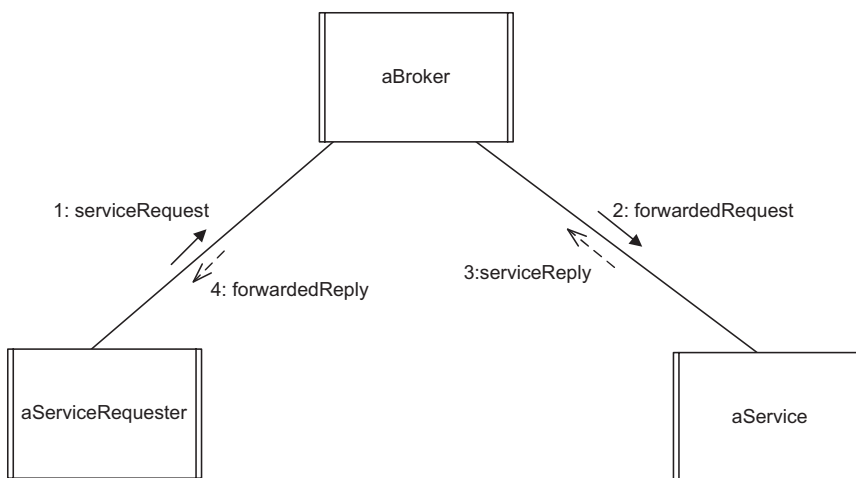 aBroker
1: serviceRequest
2: forwardedRequest
3:serviceReply
4: forwardedReply
aServiceRequester
aService